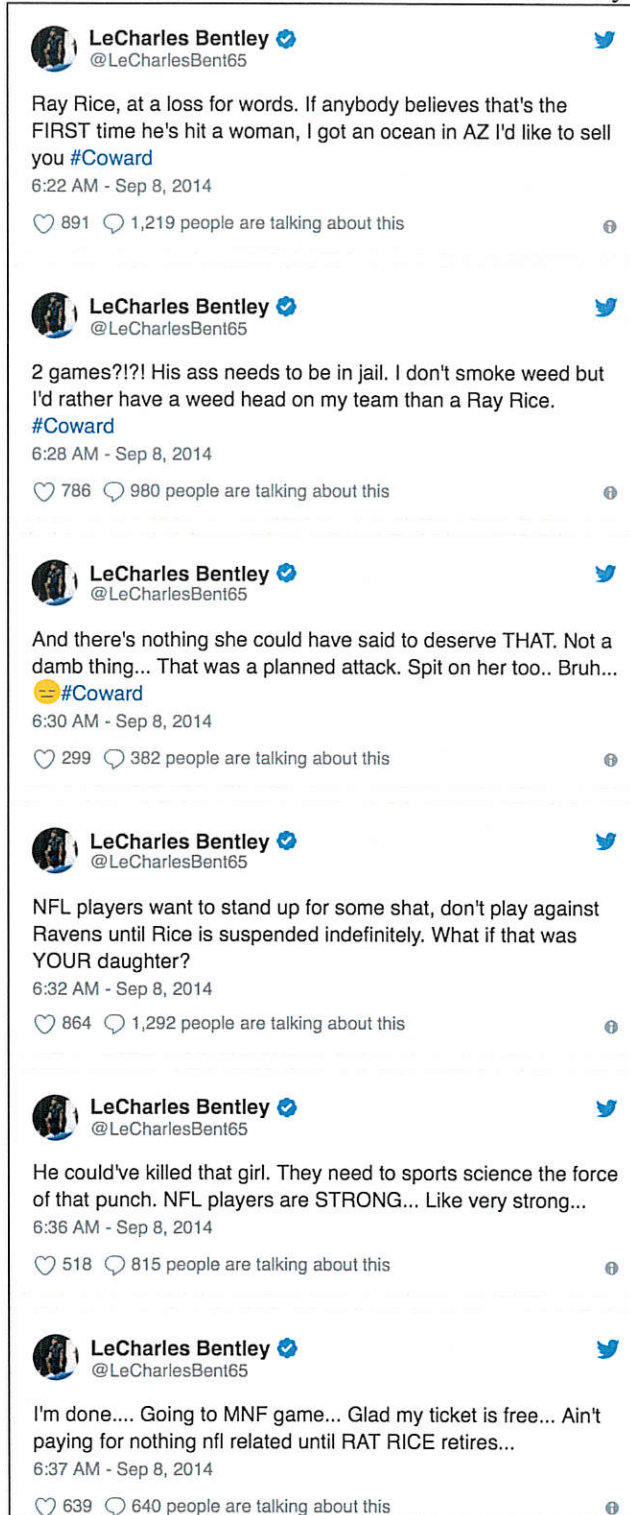 LeCharles Bentley
@LeCharlesBent65
Ray Rice, at a loss for words. If anybody believes that's the
FIRST time he's hit a woman, I got an ocean in AZ I'd like to sell
you #Coward
6:22 AM - Sep 8, 2014
891 1,219 people are talking about this
LeCharles Bentley
@LeCharlesBent65
2 games?!?! His ass needs to be in jail. I don't smoke weed but
I'd rather have a weed head on my team than a Ray Rice.
#Coward
6:28 AM - Sep 8, 2014
786 980 people are talking about this
LeCharles Bentley
@LeCharlesBent65
And there's nothing she could have said to deserve THAT. Not a
damb thing... That was a planned attack. Spit on her too.. Bruh...
😑#Coward
6:30 AM - Sep 8, 2014
299 382 people are talking about this
LeCharles Bentley
@LeCharlesBent65
NFL players want to stand up for some shat, don't play against
Ravens until Rice is suspended indefinitely. What if that was
YOUR daughter?
6:32 AM - Sep 8, 2014
864 1,292 people are talking about this
LeCharles Bentley
@LeCharlesBent65
He could've killed that girl. They need to sports science the force
of that punch. NFL players are STRONG... Like very strong...
6:36 AM - Sep 8, 2014
518 815 people are talking about this
LeCharles Bentley
@LeCharlesBent65
I'm done.... Going to MNF game... Glad my ticket is free... Ain't
paying for nothing nfl related until RAT RICE retires...
6:37 AM - Sep 8, 2014
639 640 people are talking about this